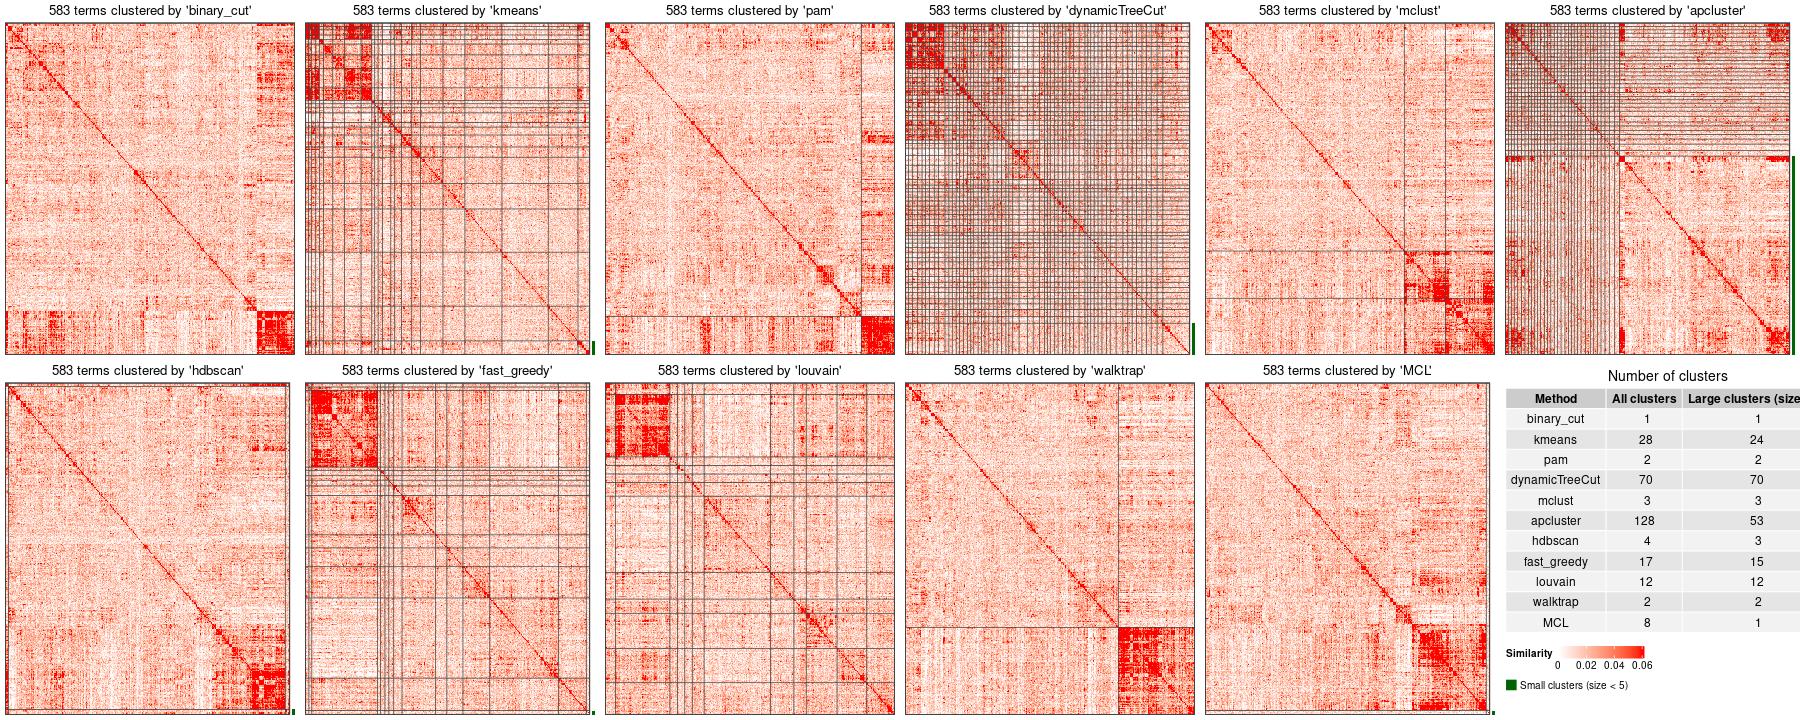 583 terms clustered by 'binary_cut'
583 terms clustered by 'kmeans'
583 terms clustered by 'pam'
583 terms clustered by 'dynamicTreeCut'
583 terms clustered by 'mclust'
583 terms clustered by 'apcluster'
583 terms clustered by 'hdbscan'
583 terms clustered by 'fast_greedy'
583 terms clustered by 'louvain'
583 terms clustered by 'walktrap'
583 terms clustered by 'MCL'
Number of clusters
Method All clusters Large clusters (size
binary_cut 1 1
kmeans 28 24
pam 2 2
dynamicTreeCut 70 70
mclust 3 3
apcluster 128 53
hdbscan 4 3
fast_greedy 17 15
louvain 12 12
walktrap 2 2
MCL 8 1
Similarity
0 0.02 0.04 0.06
Small clusters (size < 5)